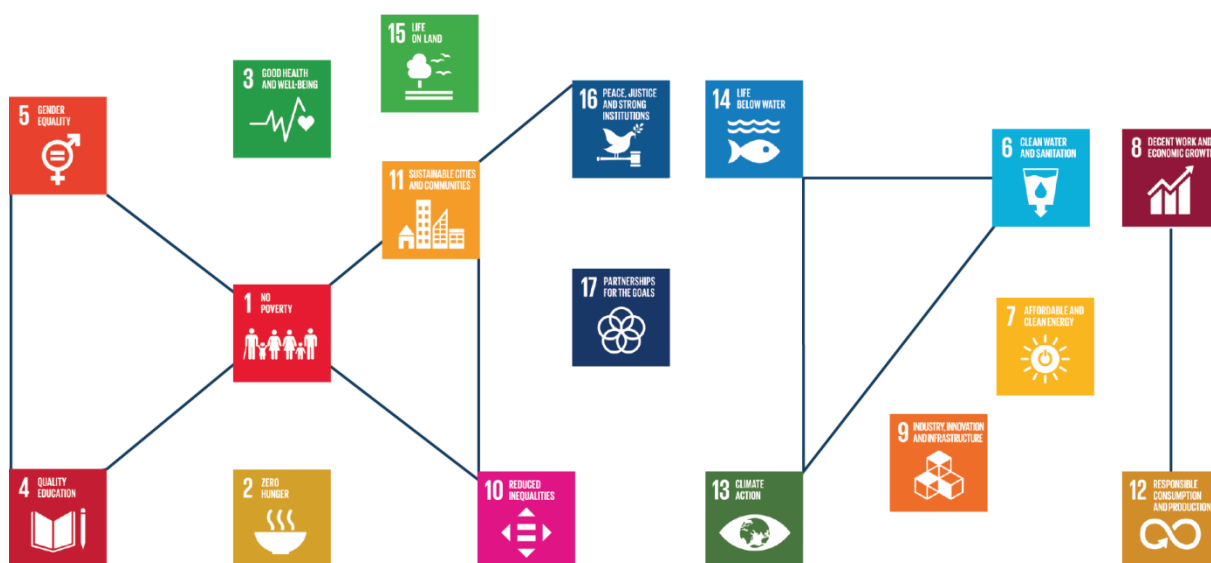 15 LIFE
ON LAND
3 GOOD HEALTH
AND WELL-BEING
5 GENDER
EQUALITY
16 PEACE, JUSTICE
AND STRONG
INSTITUTIONS
14 LIFE
BELOW WATER
6 CLEAN WATER
AND SANITATION
8 DECENT WORK AND
ECONOMIC GROWTH
11 SUSTAINABLE CITIES
AND COMMUNITIES
17 PARTNERSHIPS
FOR THE GOALS
1 NO
POVERTY
7 AFFORDABLE AND
CLEAN ENERGY
9 INDUSTRY, INNOVATION
AND INFRASTRUCTURE
4 QUALITY
EDUCATION
2 ZERO
HUNGER
10 REDUCED
INEQUALITIES
13 CLIMATE
ACTION
12 RESPONSIBLE
CONSUMPTION
AND PRODUCTION